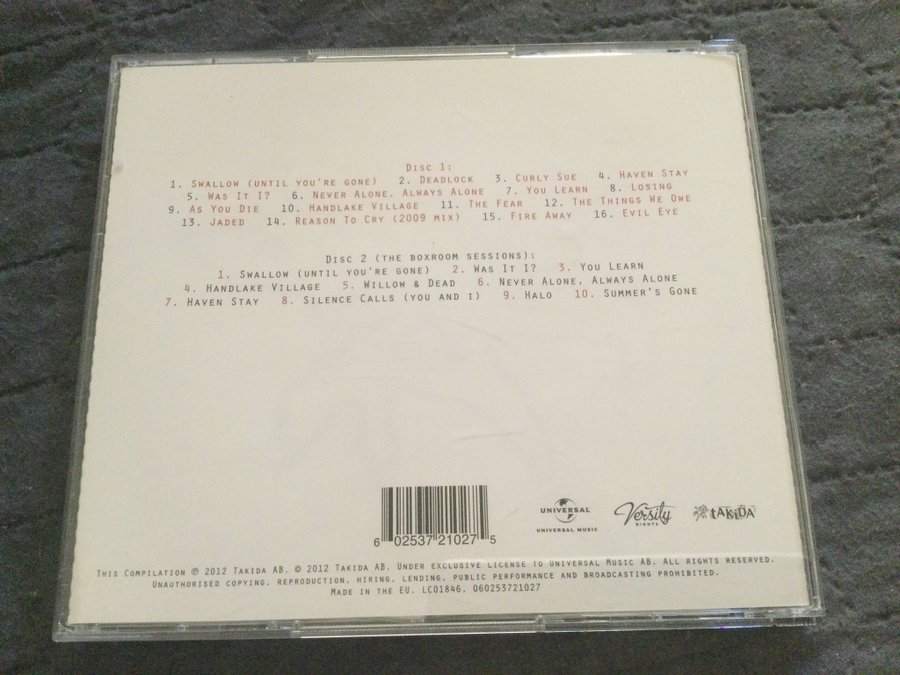 Disc 1:
1. Swallow (until you're gone) 2. Deadlock 3. Curly Sue 4. Haven Stay
5. Was It I? 6. Never Alone, Always Alone 7. You Learn 8. Losing
9. As You Die 10. Handlake Village 11. The Fear 12. The Things We Owe
13. Jaded 14. Reason To Cry (2009 mix) 15. Fire Away 16. Evil Eye
Disc 2 (the boxroom sessions):
1. Swallow (until you're gone) 2. Was It I? 3. You Learn
4. Handlake Village 5. Willow & Dead 6. Never Alone, Always Alone
7. Haven Stay 8. Silence Calls (you and i) 9. Halo 10. Summer's Gone
6 02537 21027 5
UNIVERSAL
UNIVERSAL MUSIC
Versity
RIGHTS
tAKiDA
This Compilation ℗ 2012 Takida AB. © 2012 Takida AB. Under exclusive license to Universal Music AB. All rights reserved.
Unauthorised copying, reproduction, hiring, lending, public performance and broadcasting prohibited.
Made in the EU. LC01846. 060253721027